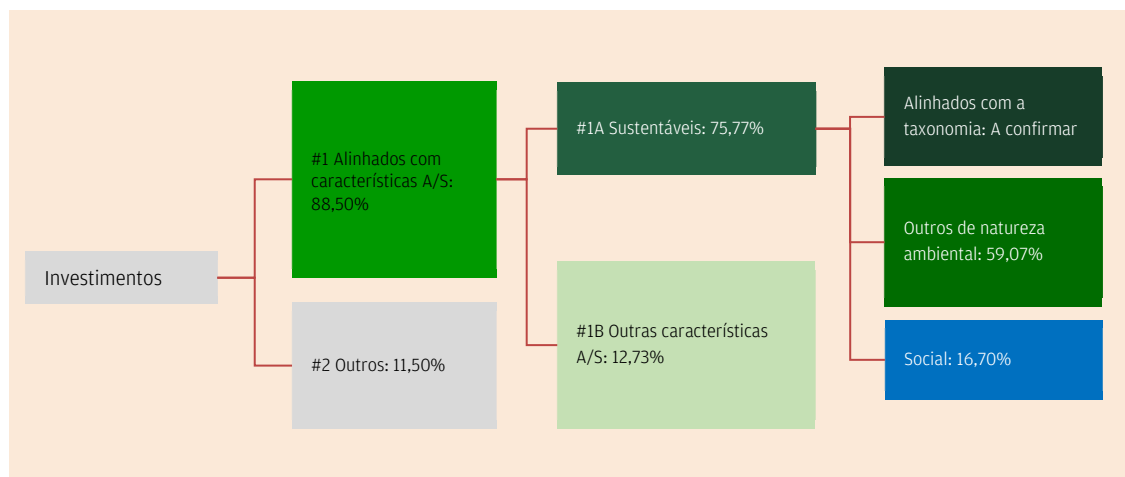 Investimentos
#1 Alinhados com
características A/S:
88,50%
#2 Outros: 11,50%
#1A Sustentáveis: 75,77%
#1B Outras características
A/S: 12,73%
Alinhados com a
taxonomia: A confirmar
Outros de natureza
ambiental: 59,07%
Social: 16,70%